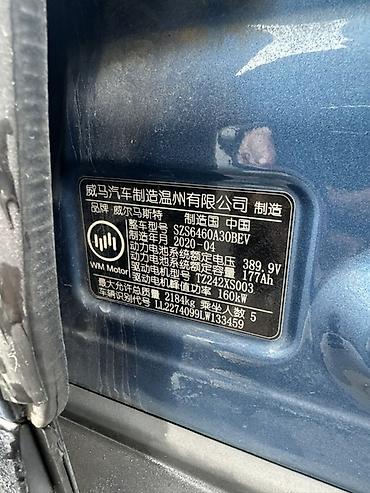 威马汽车制造温州有限公司 制造
品牌 威尔马斯特 制造国 中国
整车型号 SZS6460A30BEV
制造年月 2020-04
动力电池系统额定电压 389.9V
动力电池系统额定容量 177Ah
驱动电机型号 TZ242XS003
驱动电机峰值功率 160kW
WM Motor
最大允许总质量 2184kg 乘坐人数 5
车辆识别代号 LL2274099LW133459